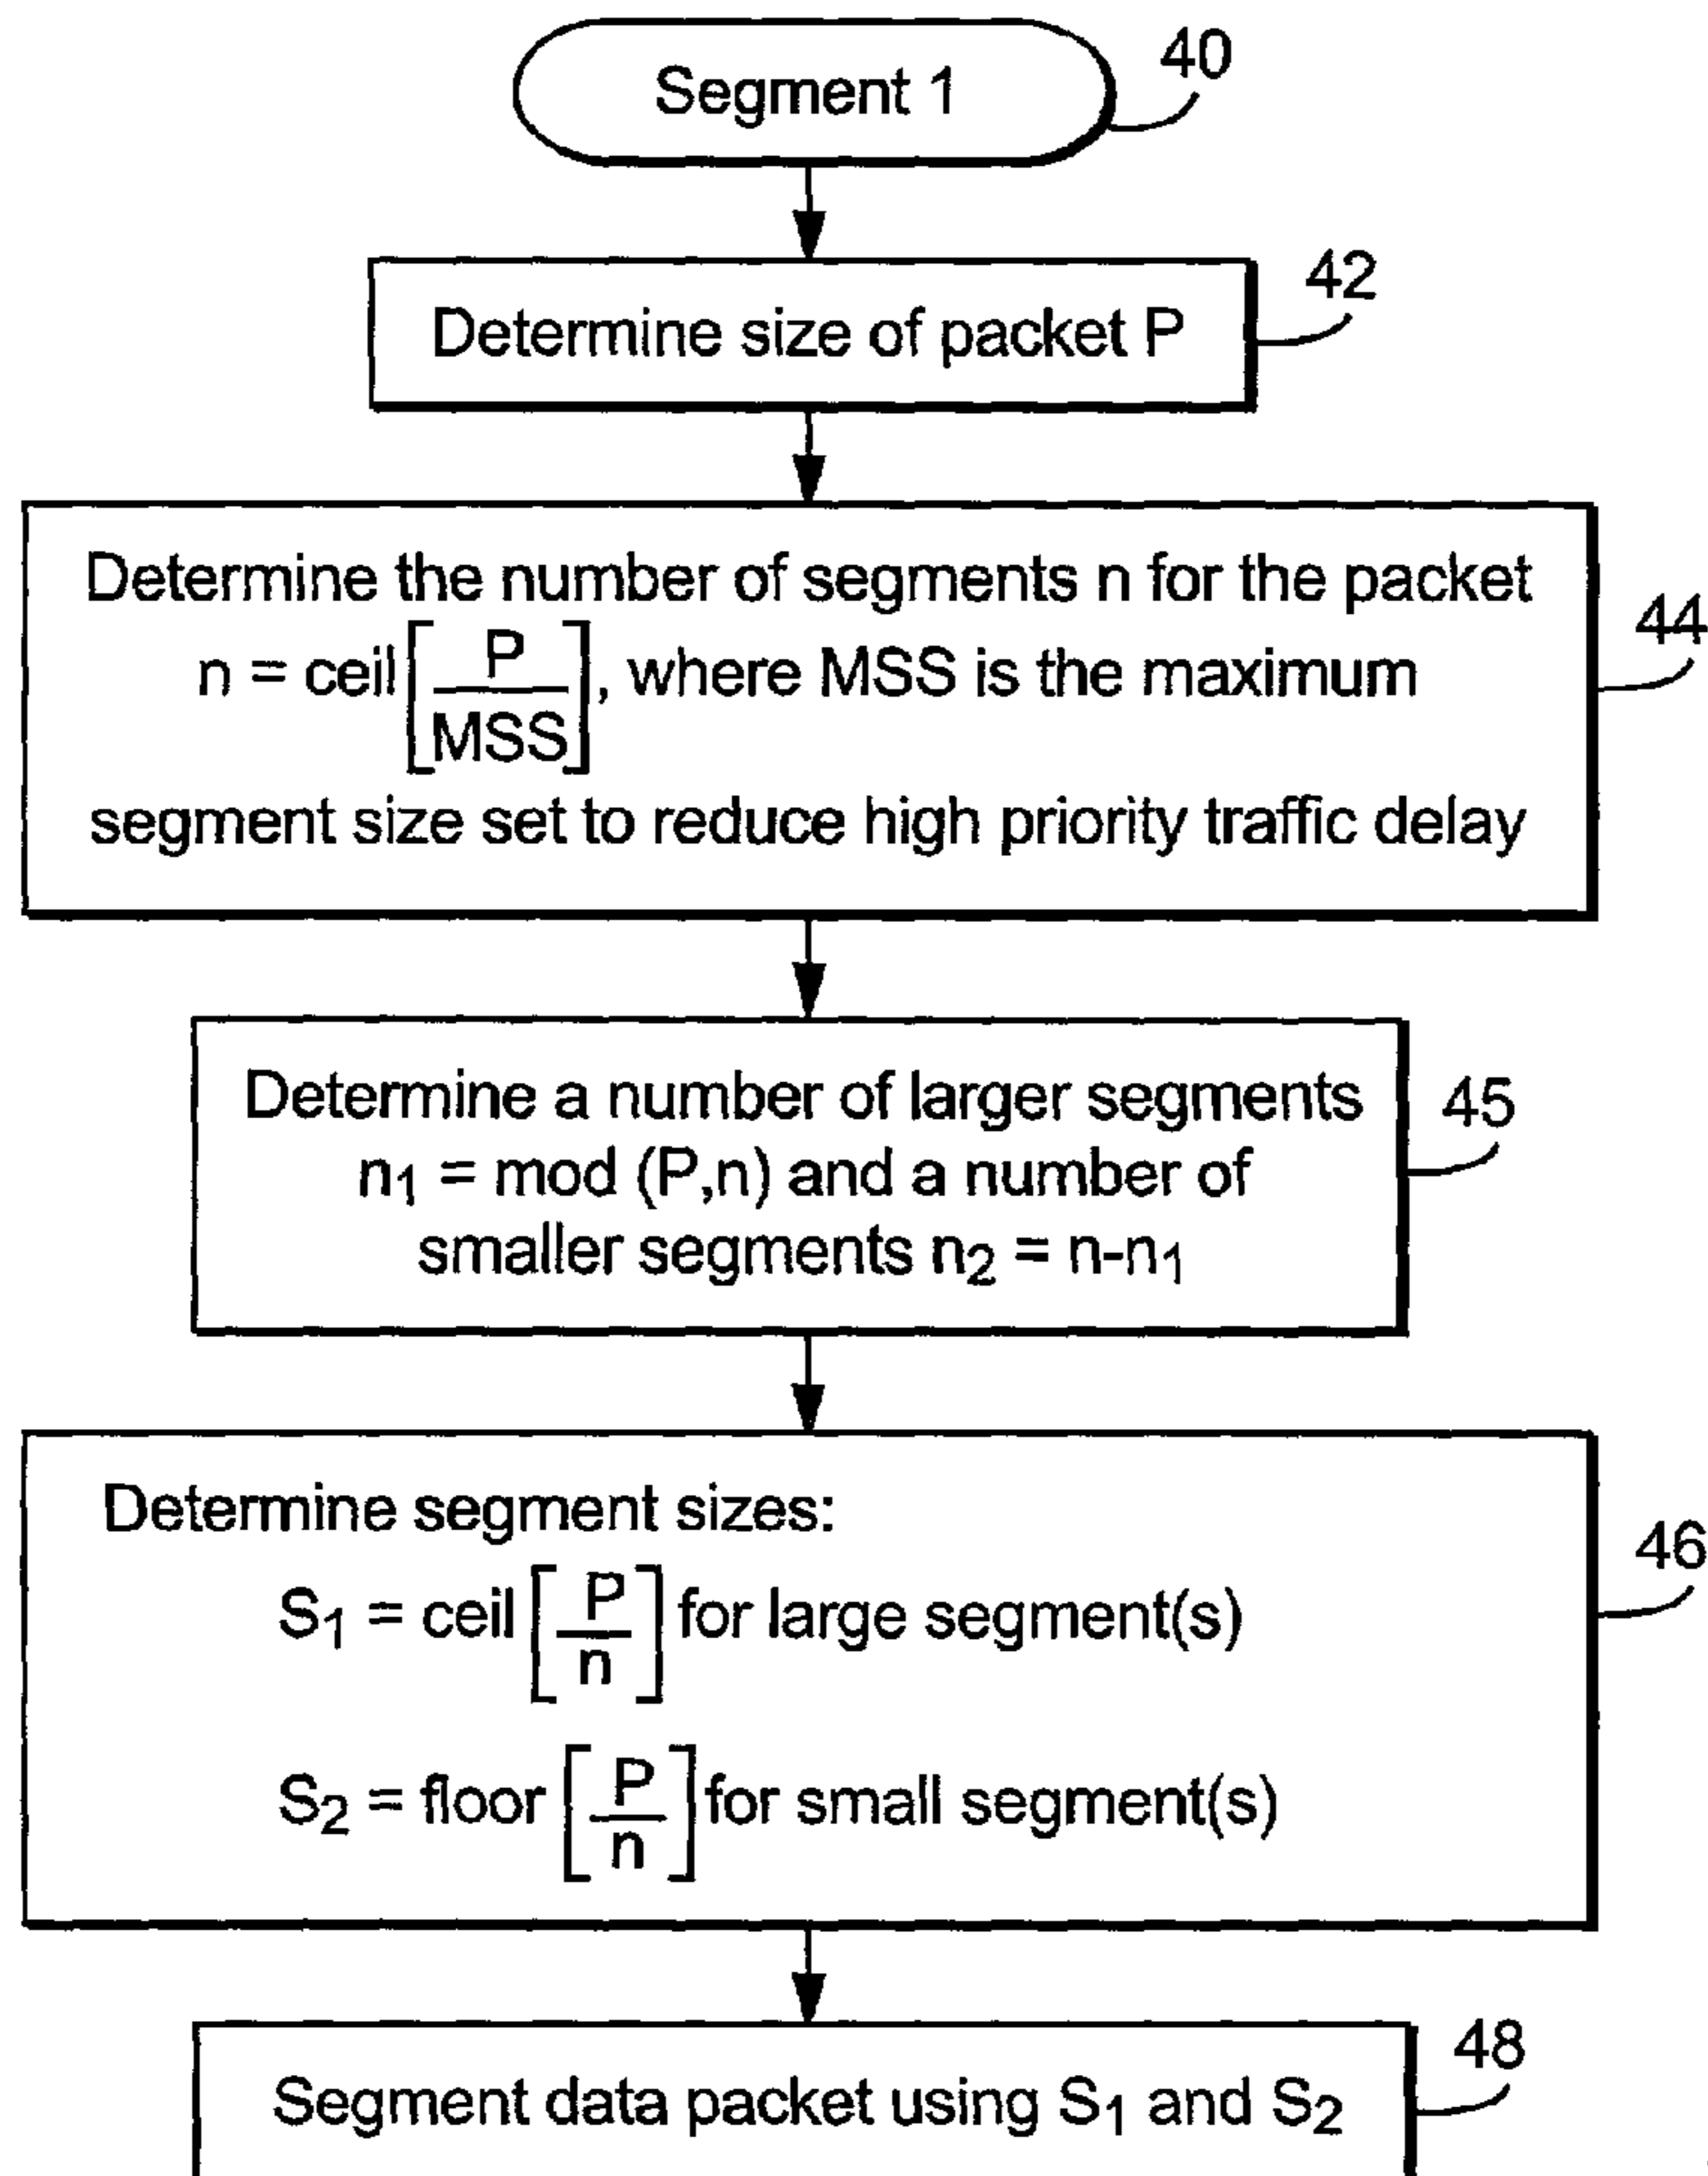 Segment 1
40
Determine size of packet P
42
Determine the number of segments n for the packet
n = ceil[P/MSS], where MSS is the maximum
segment size set to reduce high priority traffic delay
44
Determine a number of larger segments
n₁ = mod (P,n) and a number of
smaller segments n₂ = n-n₁
45
Determine segment sizes:
S₁ = ceil[P/n] for large segment(s)
S₂ = floor[P/n] for small segment(s)
46
Segment data packet using S₁ and S₂
48